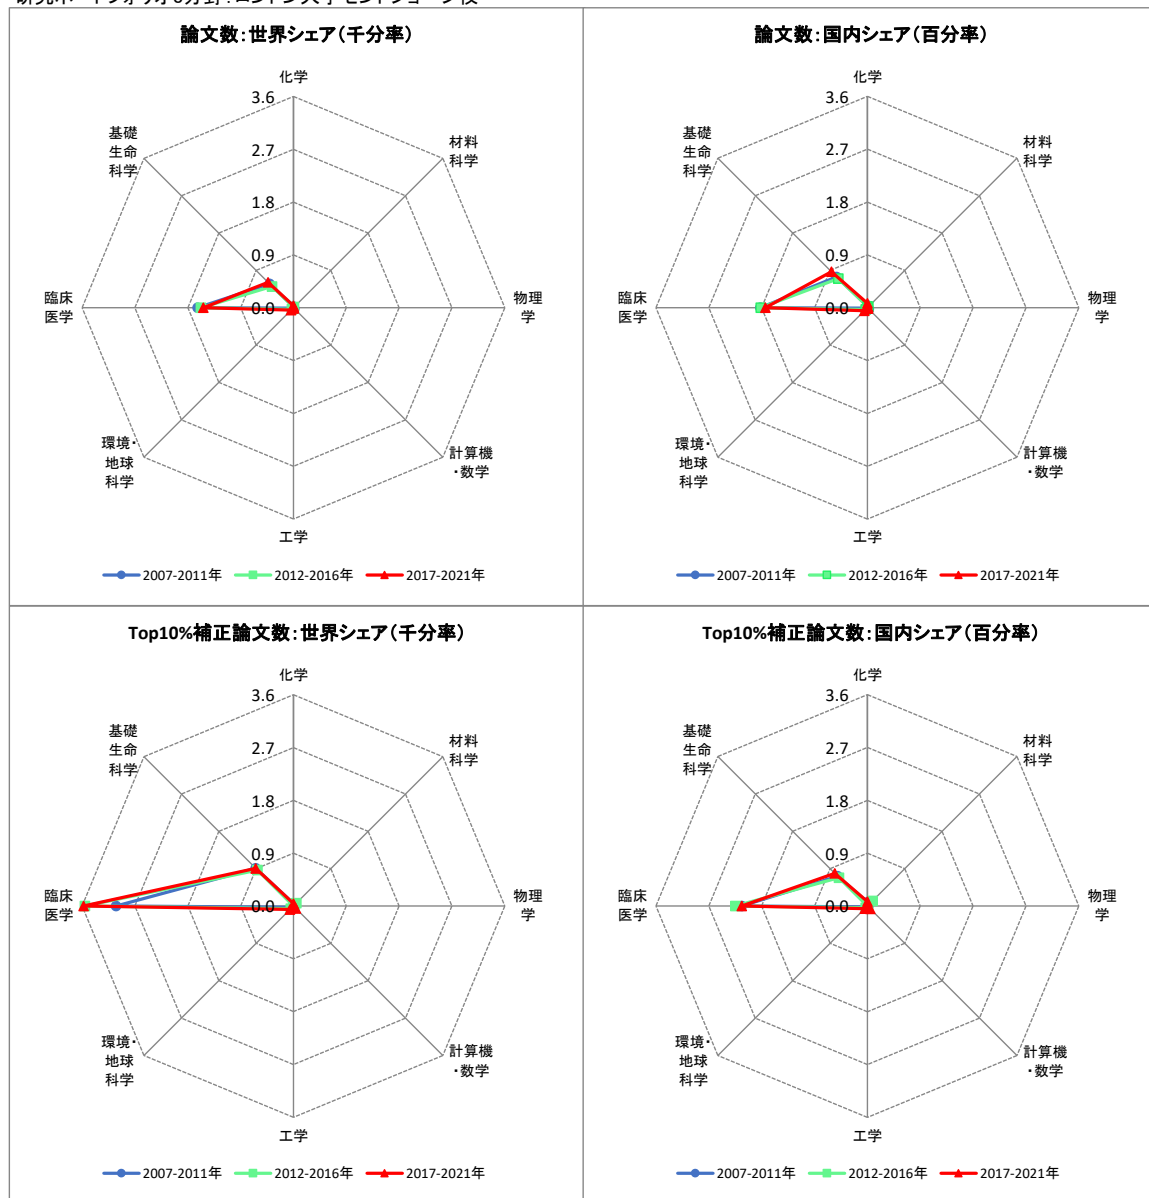 論文数：世界シェア（千分率）
化学
3.6
2.7
1.8
0.9
0.0
材料
科学
物理
学
計算機
・数学
工学
環境・
地球
科学
臨床
医学
基礎
生命
科学
2007-2011年 2012-2016年 2017-2021年
論文数：国内シェア（百分率）
化学
3.6
2.7
1.8
0.9
0.0
材料
科学
物理
学
計算機
・数学
工学
環境・
地球
科学
臨床
医学
基礎
生命
科学
2007-2011年 2012-2016年 2017-2021年
Top10%補正論文数：世界シェア（千分率）
化学
3.6
2.7
1.8
0.9
0.0
材料
科学
物理
学
計算機
・数学
工学
環境・
地球
科学
臨床
医学
基礎
生命
科学
2007-2011年 2012-2016年 2017-2021年
Top10%補正論文数：国内シェア（百分率）
化学
3.6
2.7
1.8
0.9
0.0
材料
科学
物理
学
計算機
・数学
工学
環境・
地球
科学
臨床
医学
基礎
生命
科学
2007-2011年 2012-2016年 2017-2021年